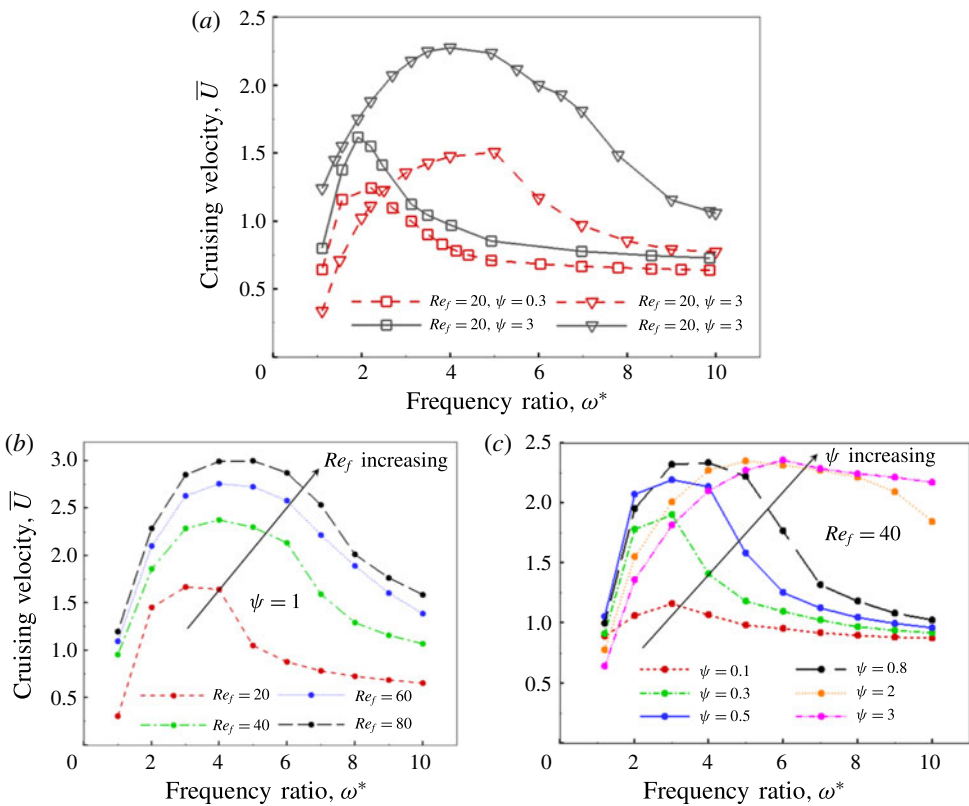 (a)
2.5
2.0
1.5
1.0
0.5
Cruising velocity, U̅
Re_f = 20, ψ = 0.3
Re_f = 20, ψ = 3
Re_f = 20, ψ = 3
Re_f = 20, ψ = 3
0 2 4 6 8 10
Frequency ratio, ω*
(b)
3.0
2.5
2.0
1.5
1.0
0.5
Cruising velocity, U̅
Re_f increasing
ψ = 1
Re_f = 20
Re_f = 60
Re_f = 40
Re_f = 80
0 2 4 6 8 10
Frequency ratio, ω*
(c)
2.5
2.0
1.5
1.0
0.5
ψ increasing
Re_f = 40
ψ = 0.1
ψ = 0.8
ψ = 0.3
ψ = 2
ψ = 0.5
ψ = 3
0 2 4 6 8 10
Frequency ratio, ω*